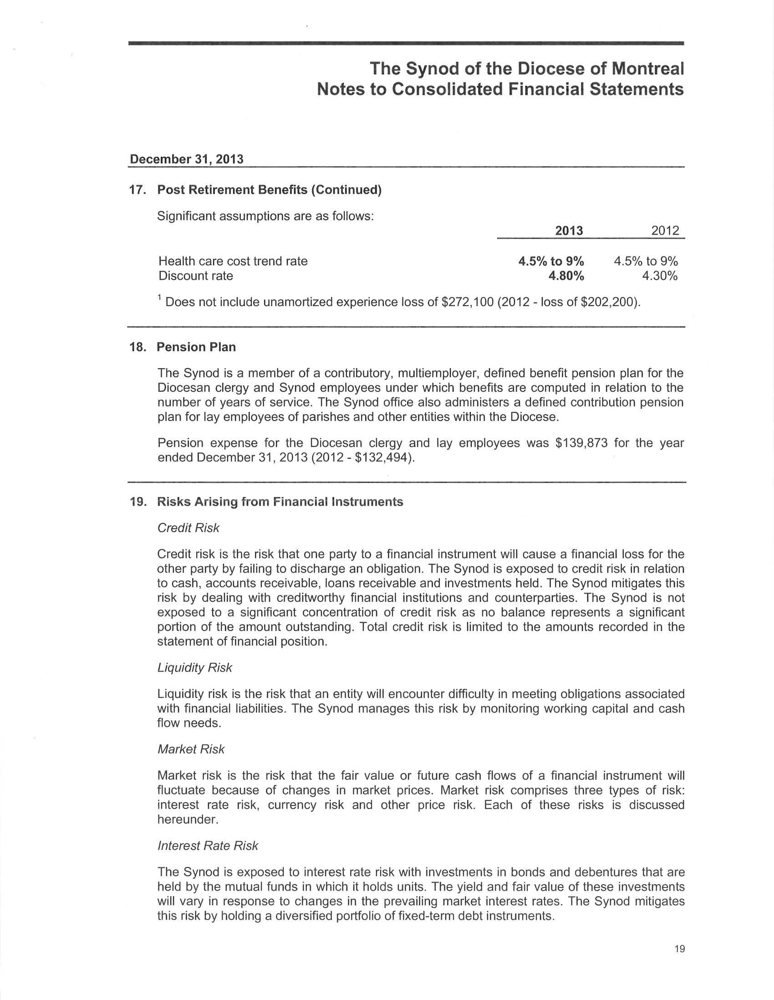 The Synod of the Diocese of Montreal
Notes to Consolidated Financial Statements
December 31, 2013
17. Post Retirement Benefits (Continued)
Significant assumptions are as follows:
2013 2012
Health care cost trend rate 4.5% to 9% 4.5% to 9%
Discount rate 4.80% 4.30%
1 Does not include unamortized experience loss of $272,100 (2012 - loss of $202,200).
18. Pension Plan
The Synod is a member of a contributory, multiemployer, defined benefit pension plan for the
Diocesan clergy and Synod employees under which benefits are computed in relation to the
number of years of service. The Synod office also administers a defined contribution pension
plan for lay employees of parishes and other entities within the Diocese.
Pension expense for the Diocesan clergy and lay employees was $139,873 for the year
ended December 31, 2013 (2012 - $132,494).
19. Risks Arising from Financial Instruments
Credit Risk
Credit risk is the risk that one party to a financial instrument will cause a financial loss for the
other party by failing to discharge an obligation. The Synod is exposed to credit risk in relation
to cash, accounts receivable, loans receivable and investments held. The Synod mitigates this
risk by dealing with creditworthy financial institutions and counterparties. The Synod is not
exposed to a significant concentration of credit risk as no balance represents a significant
portion of the amount outstanding. Total credit risk is limited to the amounts recorded in the
statement of financial position.
Liquidity Risk
Liquidity risk is the risk that an entity will encounter difficulty in meeting obligations associated
with financial liabilities. The Synod manages this risk by monitoring working capital and cash
flow needs.
Market Risk
Market risk is the risk that the fair value or future cash flows of a financial instrument will
fluctuate because of changes in market prices. Market risk comprises three types of risk:
interest rate risk, currency risk and other price risk. Each of these risks is discussed
hereunder.
Interest Rate Risk
The Synod is exposed to interest rate risk with investments in bonds and debentures that are
held by the mutual funds in which it holds units. The yield and fair value of these investments
will vary in response to changes in the prevailing market interest rates. The Synod mitigates
this risk by holding a diversified portfolio of fixed-term debt instruments.
19